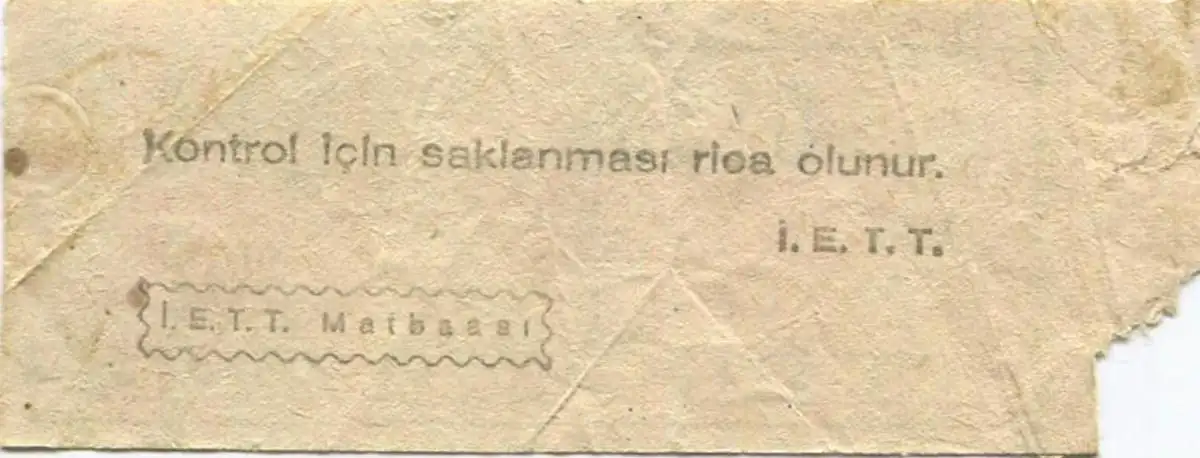 Kontrol için saklanması rica olunur.
İ. E. T. T.
İ. E. T. T. Matbaası